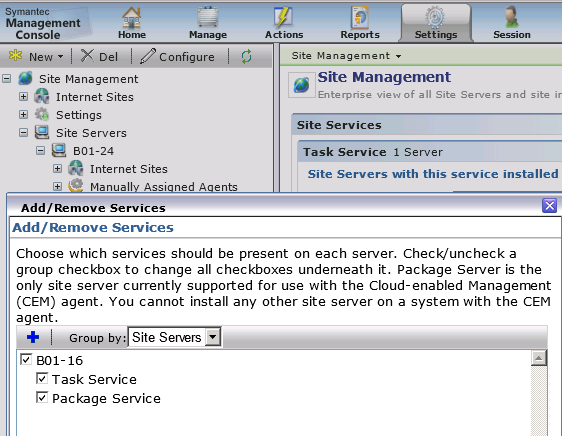 Symantec
Management
Console
Home
Manage
Actions
Reports
Settings
Session
New
Del
Configure
Site Management
Site Management
Internet Sites
Settings
Site Servers
B01-24
Internet Sites
Manually Assigned Agents
Site Management
Enterprise view of all Site Servers and site in
Site Services
Task Service 1 Server
Site Servers with this service installed
Add/Remove Services
Add/Remove Services
Choose which services should be present on each server. Check/uncheck a
group checkbox to change all checkboxes underneath it. Package Server is the
only site server currently supported for use with the Cloud-enabled Management
(CEM) agent. You cannot install any other site server on a system with the CEM
agent.
Group by: Site Servers
B01-16
Task Service
Package Service